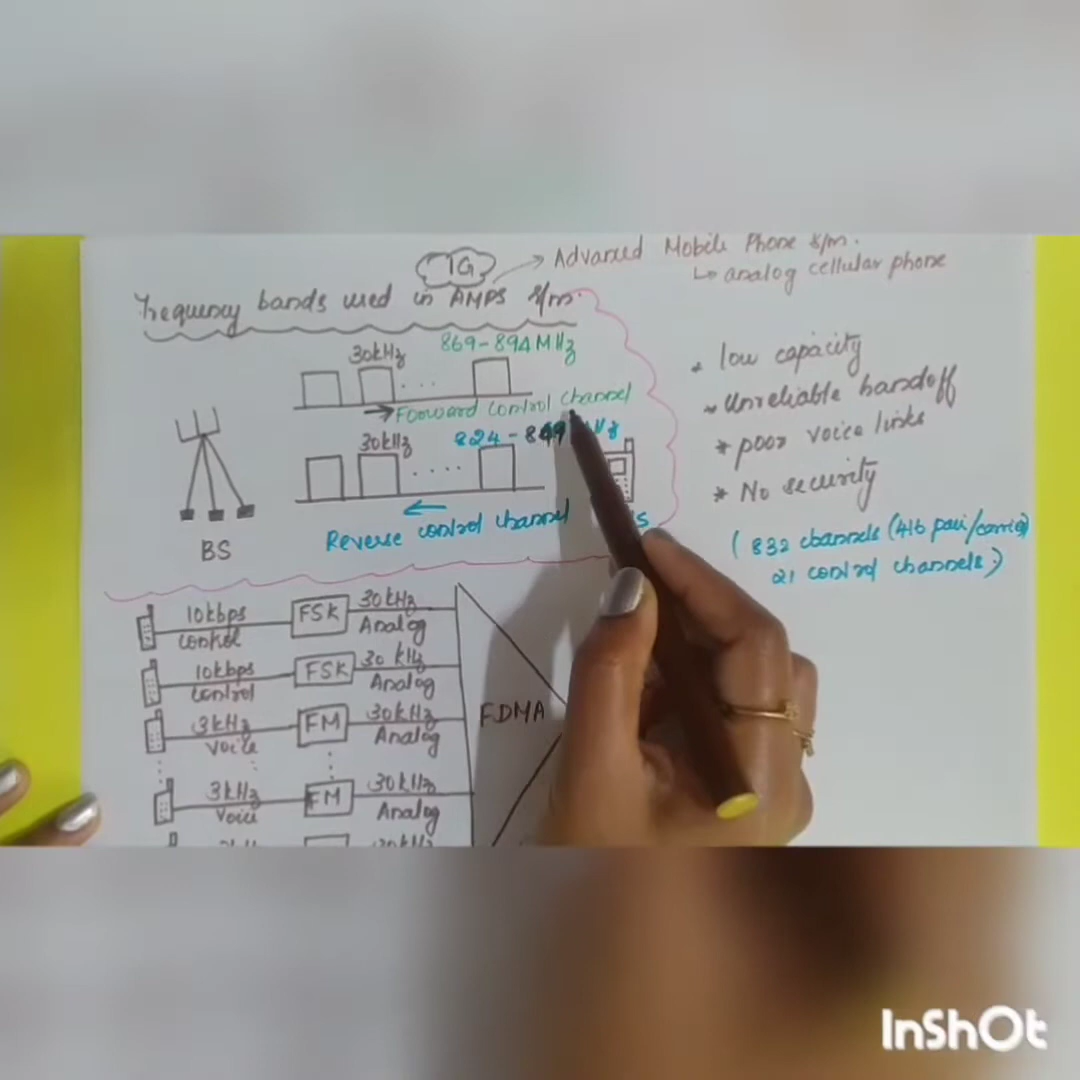 1G → Advanced Mobile Phone s/m.
↳ analog cellular phone
Frequency bands used in AMPS s/m.
869-894MHz
30kHz
...
→ Forward control channel
30kHz
824-849 MHz
....
← Reverse control channel
BS
* low capacity
* Unreliable handoff
* poor voice links
* No security
(832 channels (416 pair/carrier)
21 control channels.)
10kbps
control
FSK
30kHz
Analog
10kbps
control
FSK
30 kHz
Analog
3kHz
voice
FM
30kHz
Analog
3kHz
voice
FM
30kHz
Analog
FDMA
InShOt